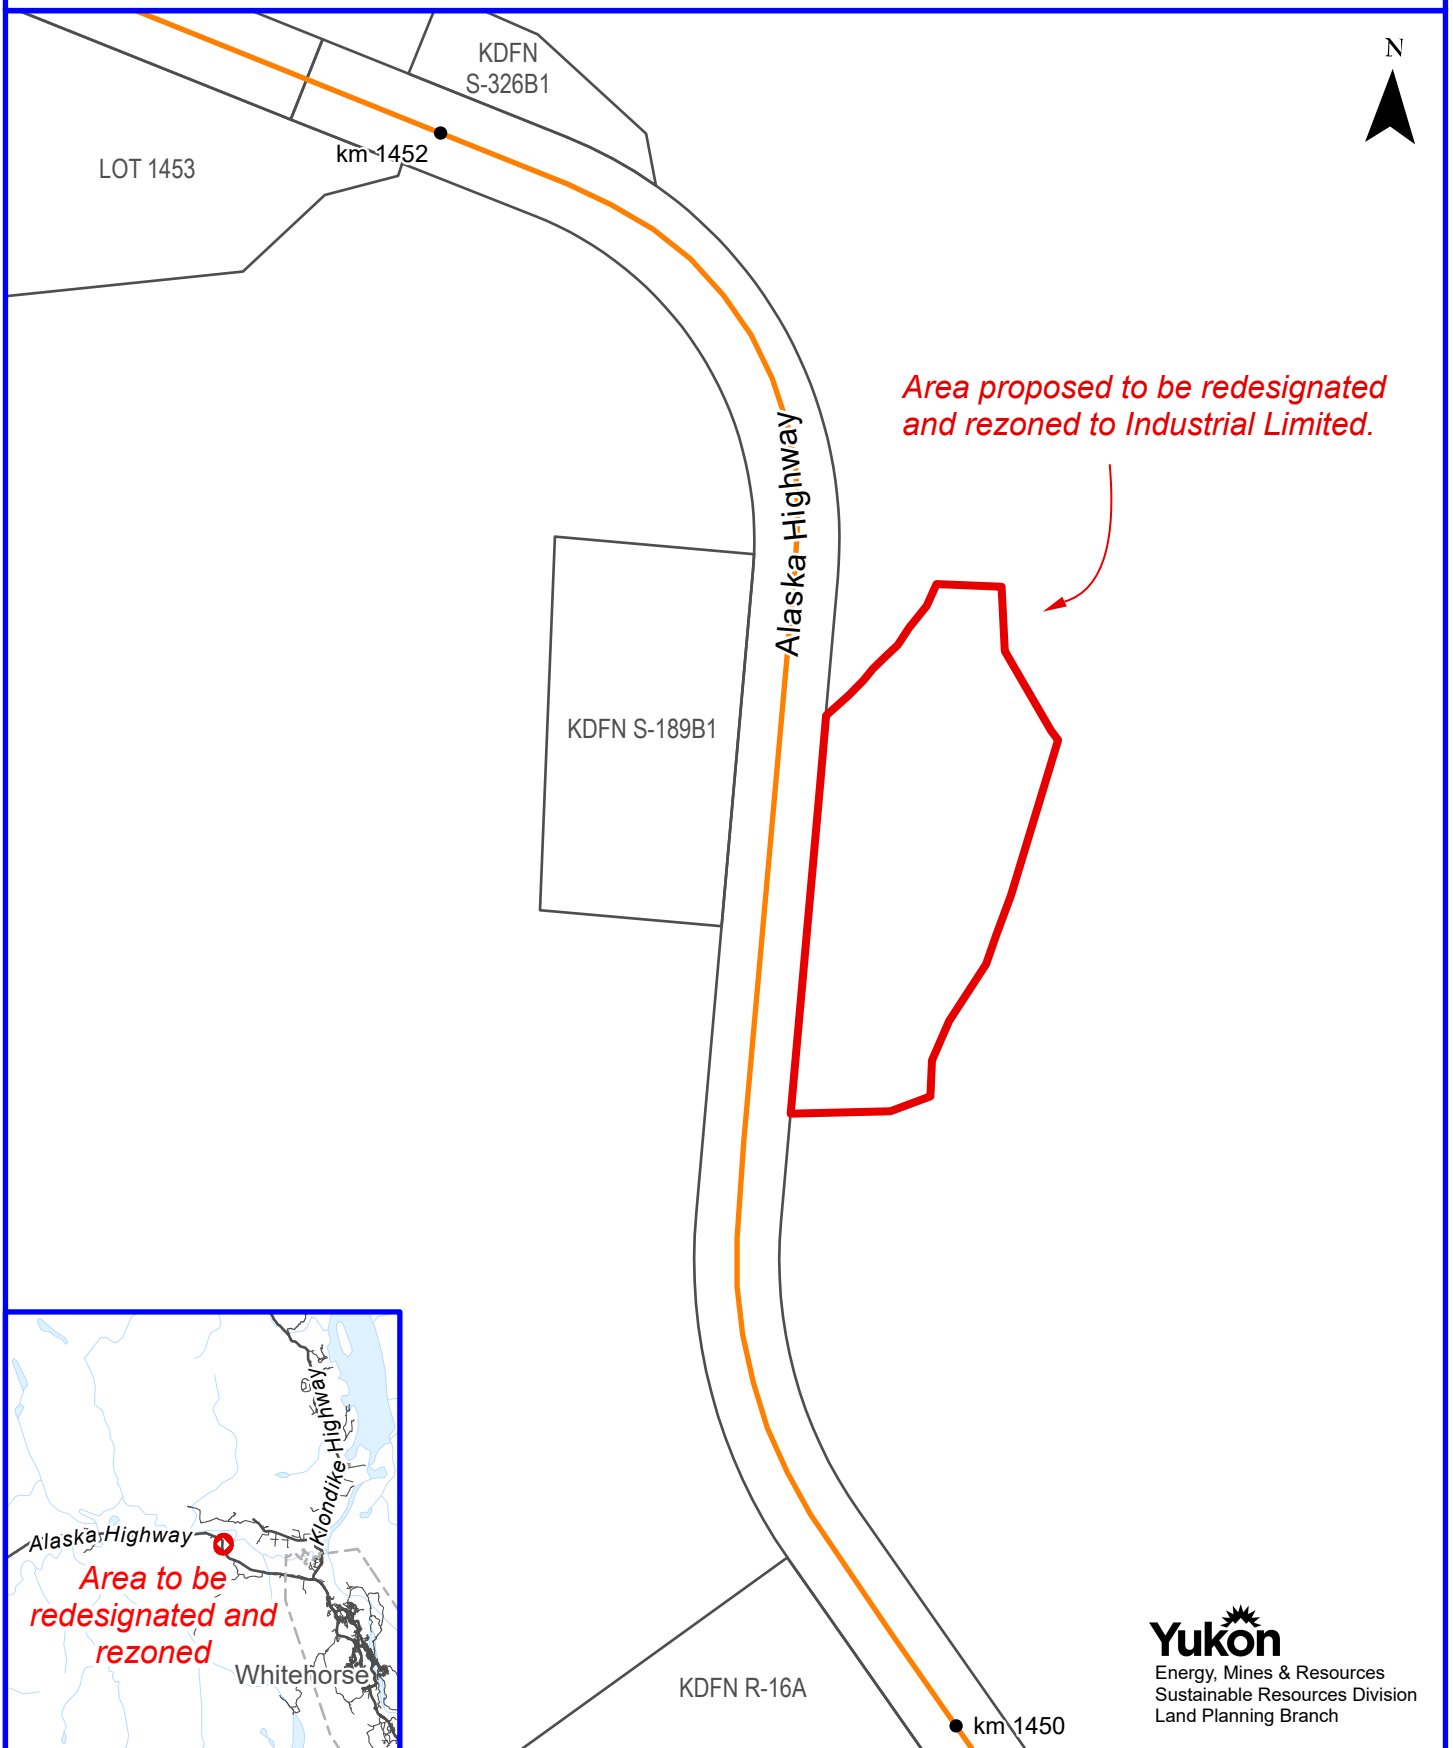 N
KDFN
S-326B1
km 1452
LOT 1453
Area proposed to be redesignated
and rezoned to Industrial Limited.
Alaska Highway
KDFN S-189B1
Klondike Highway
Alaska Highway
Area to be
redesignated and
rezoned
Whitehorse
KDFN R-16A
km 1450
Yukon
Energy, Mines & Resources
Sustainable Resources Division
Land Planning Branch